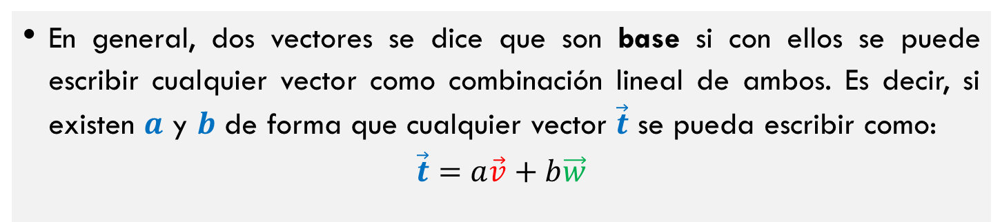 • En general, dos vectores se dice que son base si con ellos se puede
escribir cualquier vector como combinación lineal de ambos. Es decir, si
existen a y b de forma que cualquier vector t⃗ se pueda escribir como:
t⃗ = av⃗ + bw⃗